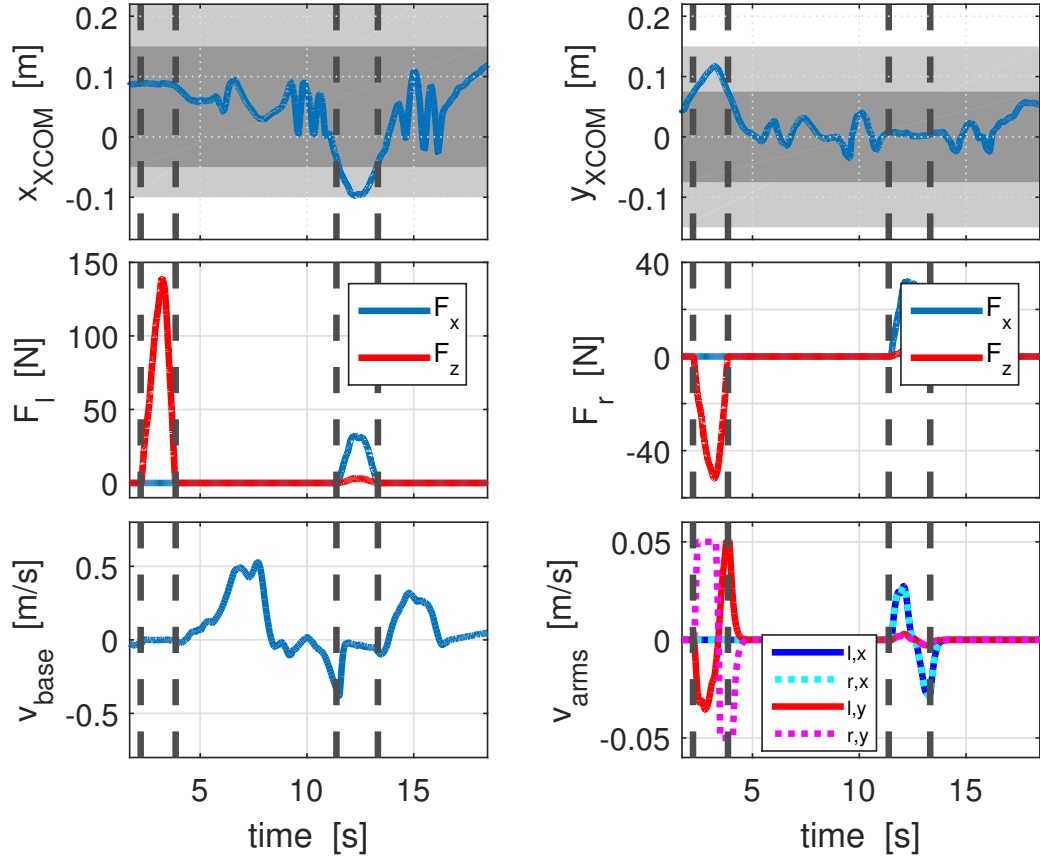 x_XCOM [m]
0.2
0.1
0
-0.1
y_XCOM [m]
0.2
0.1
0
-0.1
F_l [N]
150
100
50
0
F_x
F_z
F_r [N]
40
0
-40
F_x
F_z
v_base [m/s]
0.5
0
-0.5
5 10 15
time [s]
v_arms [m/s]
0.05
0
-0.05
l,x
r,x
l,y
r,y
5 10 15
time [s]